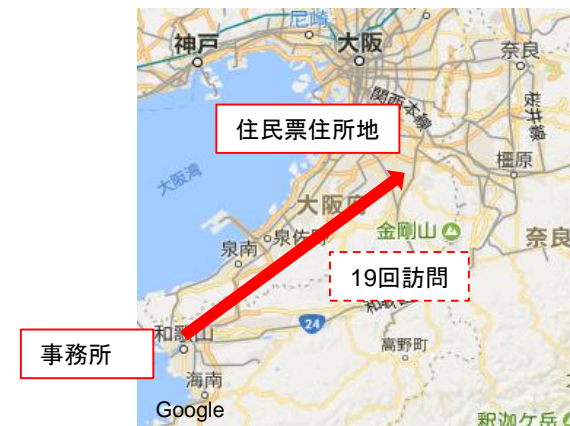 尼崎
神戸
大阪
奈良
関西本線
桜井線
住民票住所地
橿原
大阪湾
大阪府
金剛山
奈良
泉南
泉佐野
19回訪問
和歌山
24
高野町
事務所
海南
Google
釈迦ケ岳